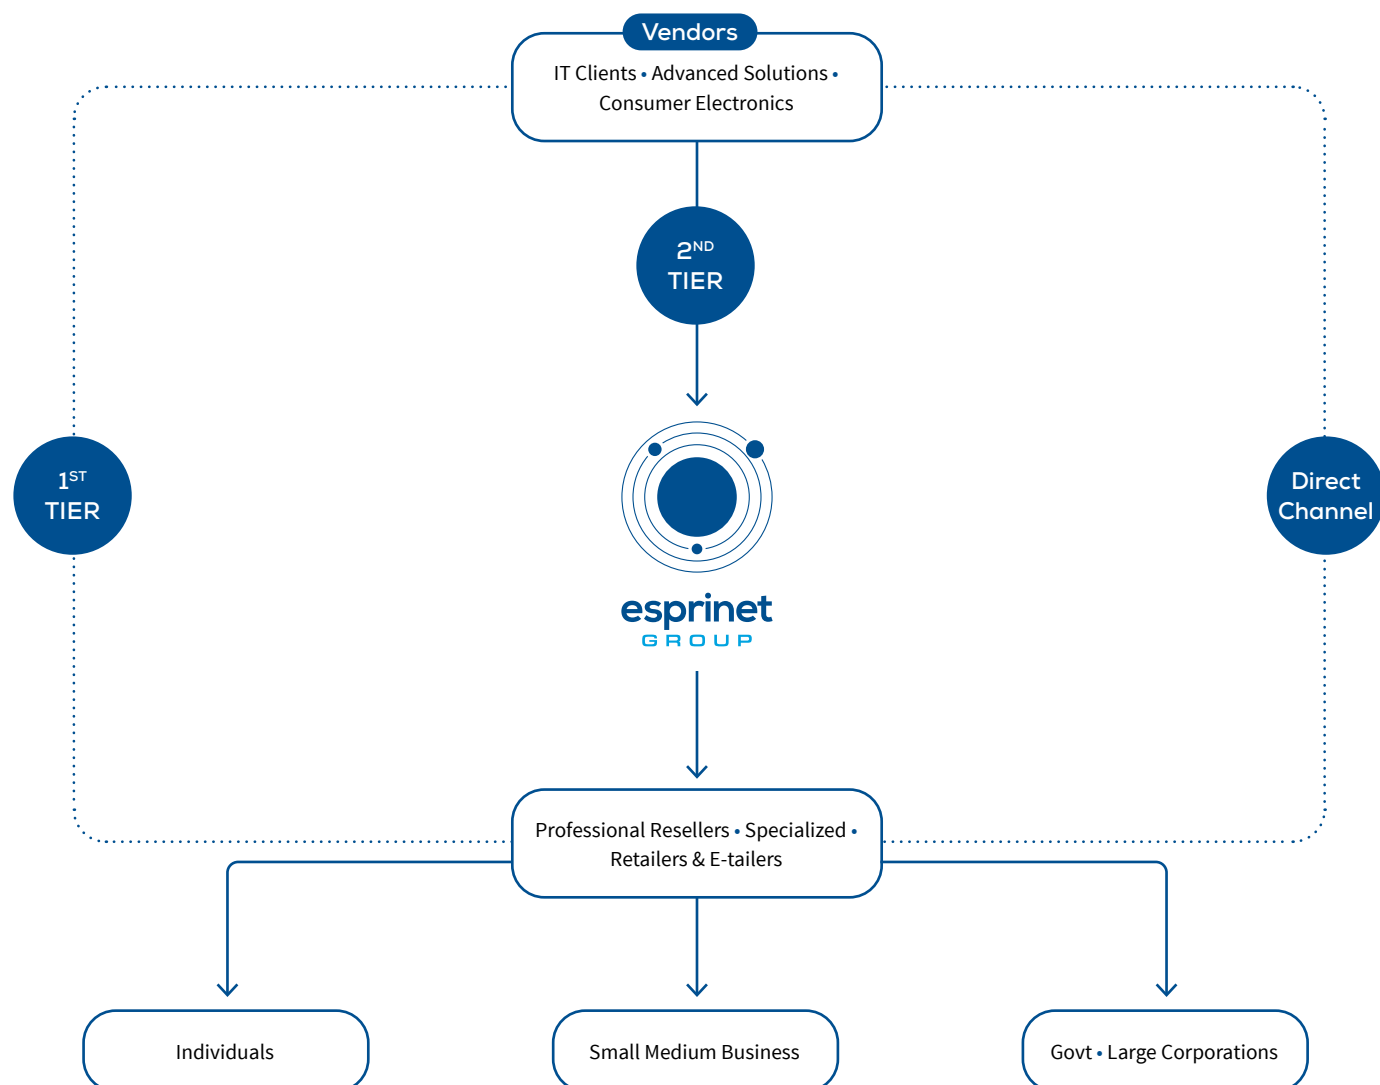 Vendors
IT Clients • Advanced Solutions •
Consumer Electronics
2ND
TIER
1ST
TIER
Direct
Channel
esprinet
GROUP
Professional Resellers • Specialized •
Retailers & E-tailers
Individuals
Small Medium Business
Govt • Large Corporations